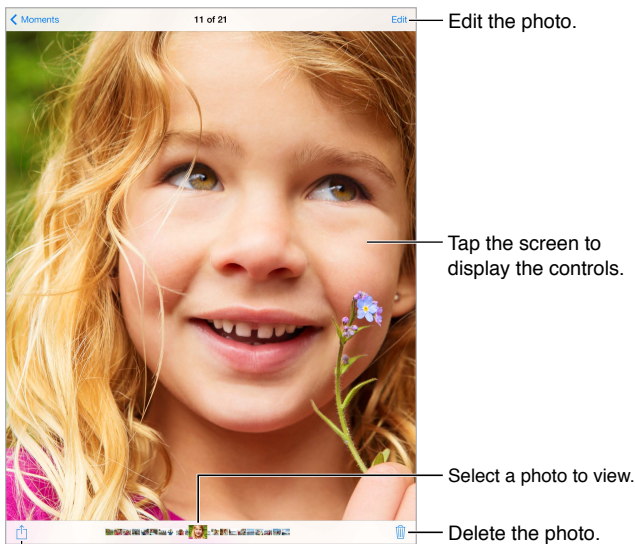 Moments
11 of 21
Edit
Edit the photo.
Tap the screen to
display the controls.
Select a photo to view.
Delete the photo.